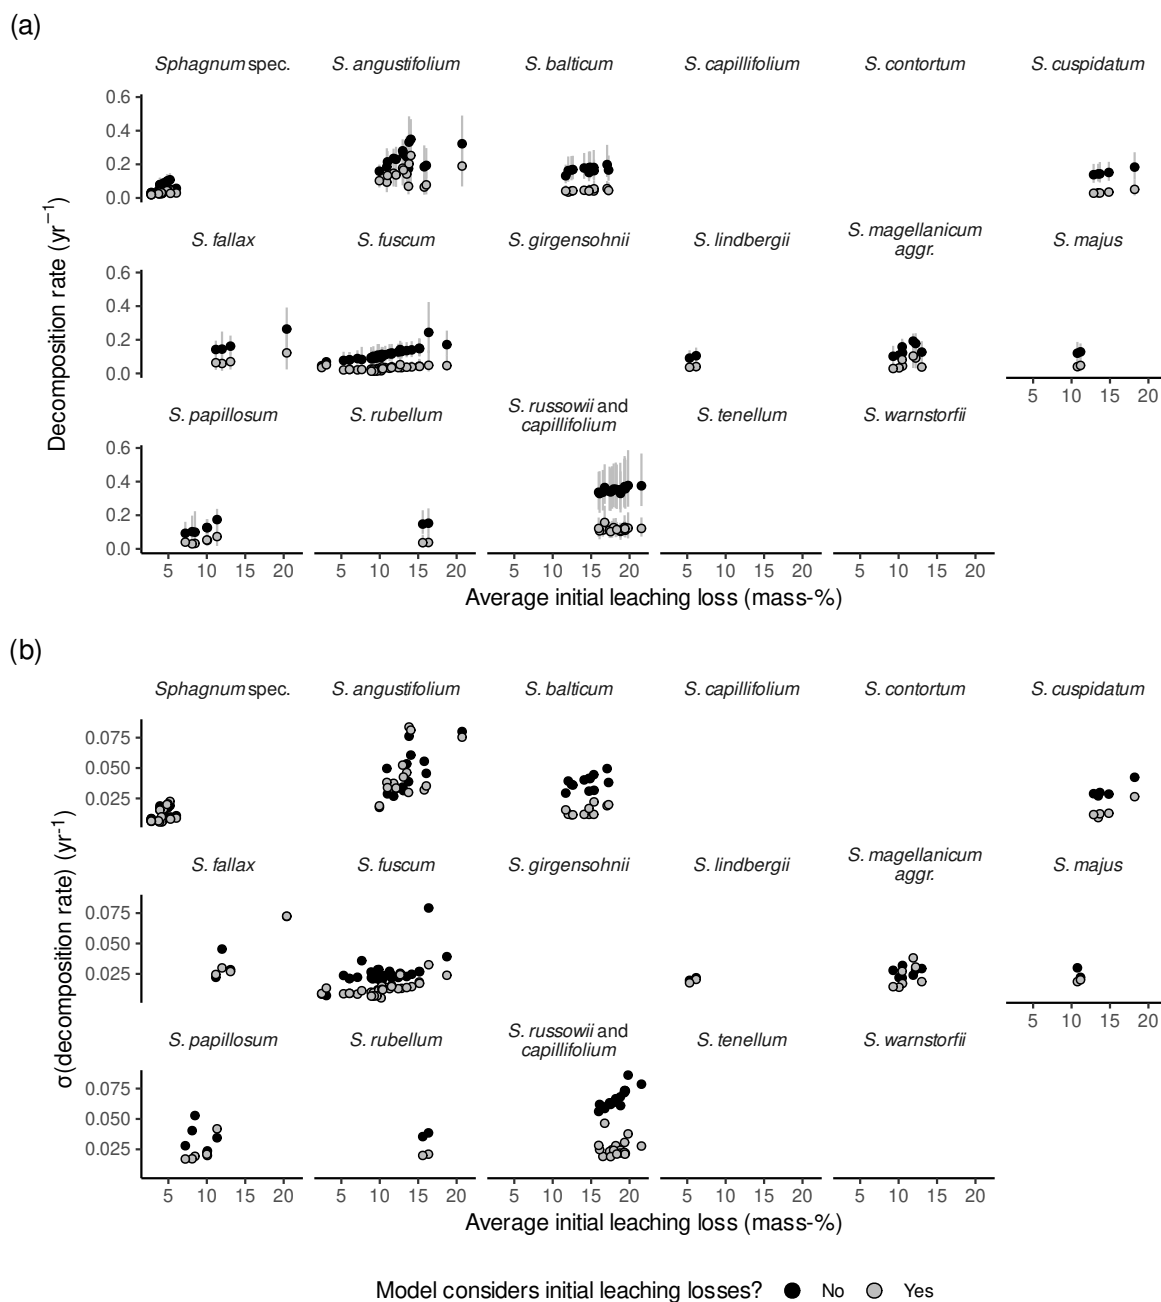 (a)
Sphagnum spec. S. angustifolium S. balticum S. capillifolium S. contortum S. cuspidatum
0.6
0.4
0.2
0.0
S. fallax S. fuscum S. girgensohnii S. lindbergii S. magellanicum aggr. S. majus
0.6
0.4
0.2
0.0
5 10 15 20
S. papillosum S. rubellum S. russowii and capillifolium S. tenellum S. warnstorfii
0.6
0.4
0.2
0.0
5 10 15 20 5 10 15 20 5 10 15 20 5 10 15 20 5 10 15 20
Decomposition rate (yr⁻¹)
Average initial leaching loss (mass-%)
(b)
Sphagnum spec. S. angustifolium S. balticum S. capillifolium S. contortum S. cuspidatum
0.075
0.050
0.025
S. fallax S. fuscum S. girgensohnii S. lindbergii S. magellanicum aggr. S. majus
0.075
0.050
0.025
5 10 15 20
S. papillosum S. rubellum S. russowii and capillifolium S. tenellum S. warnstorfii
0.075
0.050
0.025
5 10 15 20 5 10 15 20 5 10 15 20 5 10 15 20 5 10 15 20
σ(decomposition rate) (yr⁻¹)
Average initial leaching loss (mass-%)
Model considers initial leaching losses? No Yes